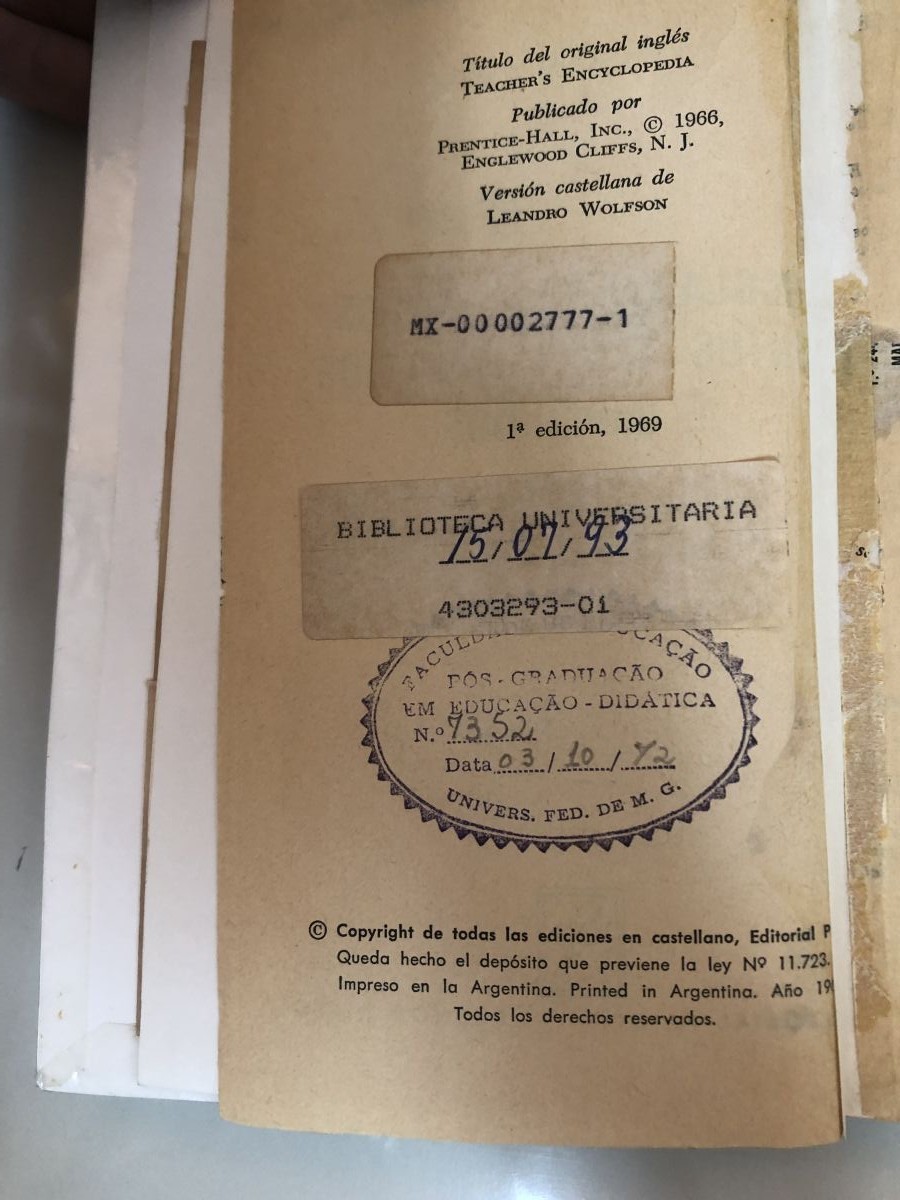 Título del original inglés
TEACHER'S ENCYCLOPEDIA
Publicado por
PRENTICE-HALL, INC., © 1966,
ENGLEWOOD CLIFFS, N. J.
Versión castellana de
LEANDRO WOLFSON
MX-00002777-1
1ª edición, 1969
BIBLIOTECA UNIVERSITARIA
15/07/93
4303293-01
EDUCAÇÃO
PÓS-GRADUAÇÃO
EM EDUCAÇÃO - DIDÁTICA
N.º 7352
Data 03/10/72
UNIVERS. FED. DE M. G.
© Copyright de todas las ediciones en castellano, Editorial
Queda hecho el depósito que previene la ley Nº 11.723.
Impreso en la Argentina. Printed in Argentina. Año
Todos los derechos reservados.